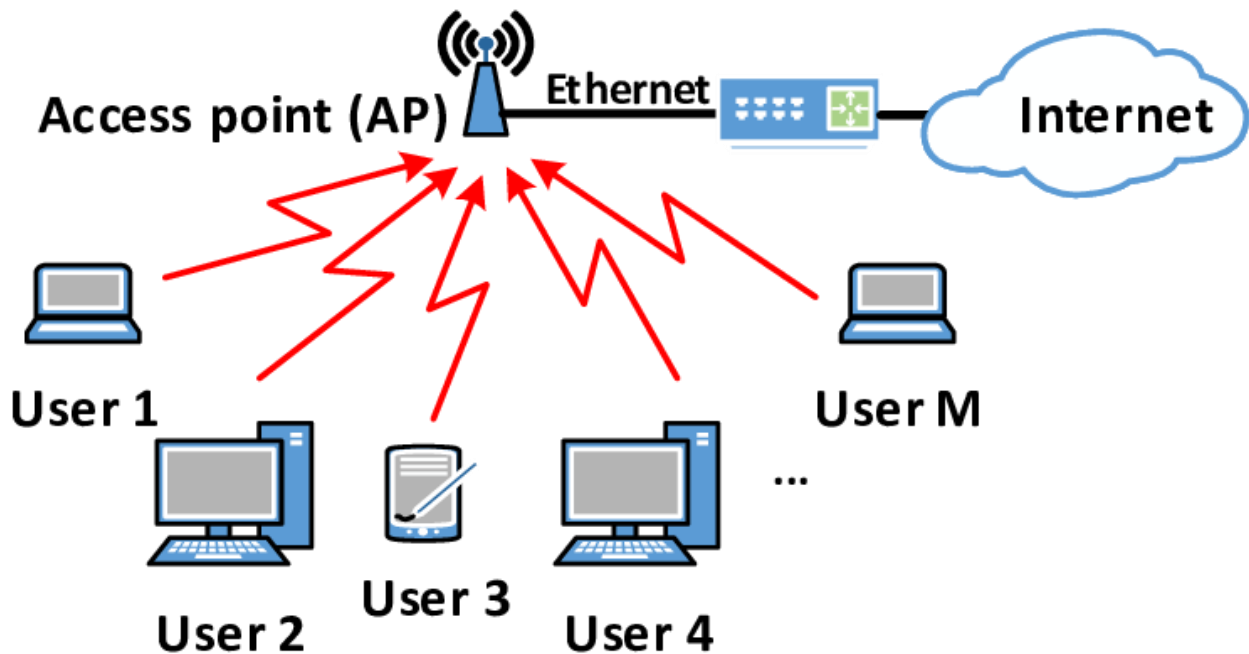 Ethernet
Access point (AP)
Internet
User 1
User M
User 2
User 3
User 4
...